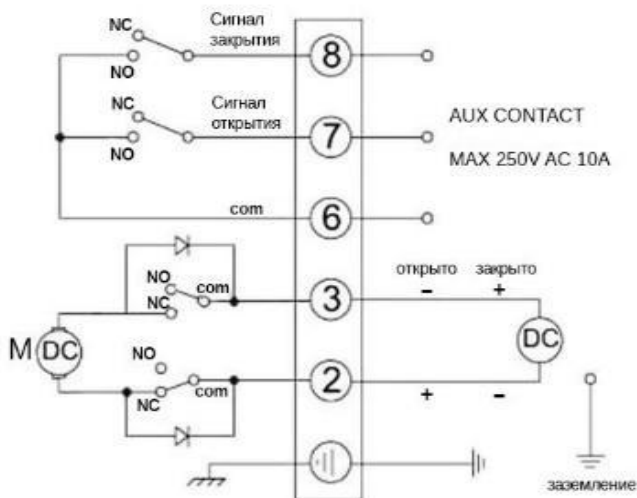 NC
Сигнал
закрытия
8
NO
NC
Сигнал
открытия
7
AUX CONTACT
NO
MAX 250V AC 10A
com
6
NO
com
3
открыто
закрыто
NC
-
+
M
DC
DC
NO
2
NC
com
+
-
заземление